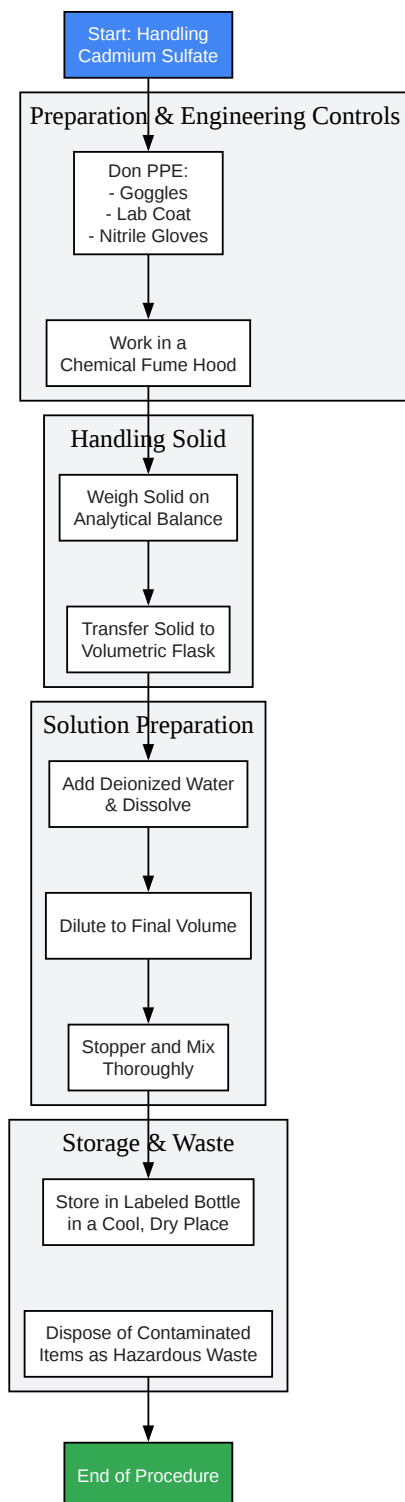 Start: Handling
Cadmium Sulfate
Preparation & Engineering Controls
Don PPE:
- Goggles
- Lab Coat
- Nitrile Gloves
Work in a
Chemical Fume Hood
Handling Solid
Weigh Solid on
Analytical Balance
Transfer Solid to
Volumetric Flask
Solution Preparation
Add Deionized Water
& Dissolve
Dilute to Final Volume
Stopper and Mix
Thoroughly
Storage & Waste
Store in Labeled Bottle
in a Cool, Dry Place
Dispose of Contaminated
Items as Hazardous Waste
End of Procedure